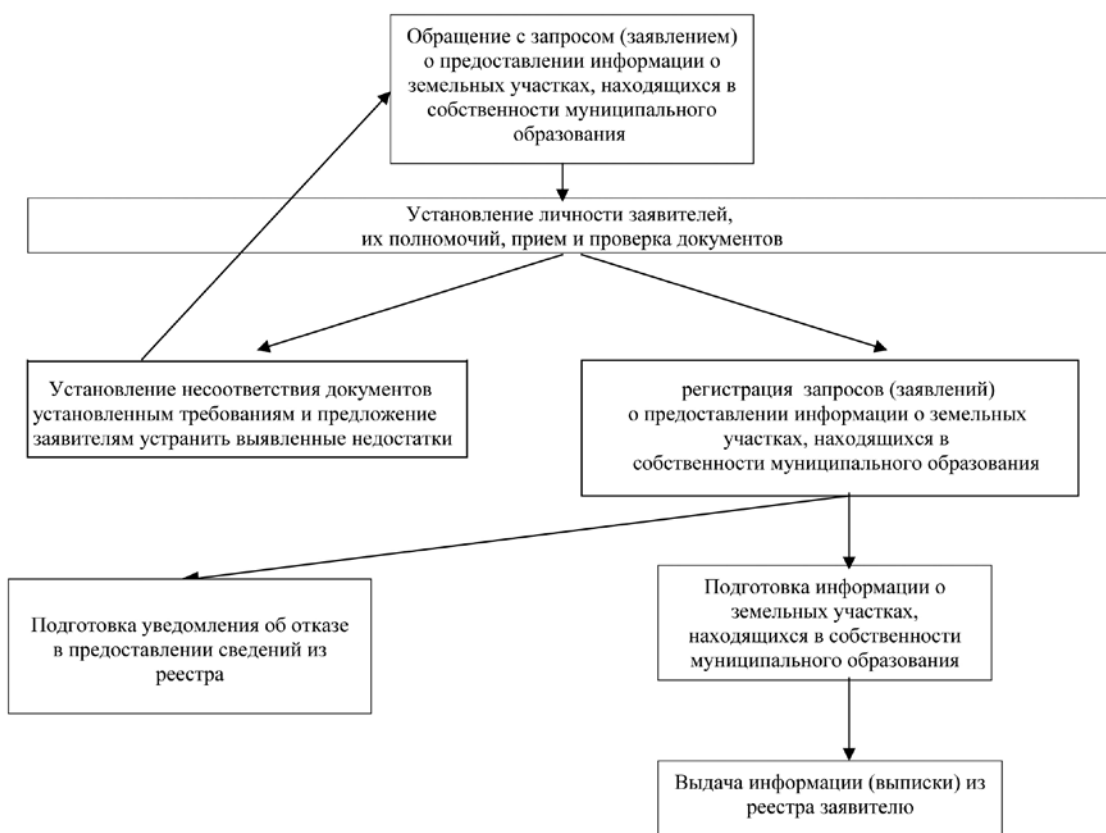 Обращение с запросом (заявлением)
о предоставлении информации о
земельных участках, находящихся в
собственности муниципального
образования
Установление личности заявителей,
их полномочий, прием и проверка документов
Установление несоответствия документов
установленным требованиям и предложение
заявителям устранить выявленные недостатки
регистрация запросов (заявлений)
о предоставлении информации о земельных
участках, находящихся в
собственности муниципального образования
Подготовка уведомления об отказе
в предоставлении сведений из
реестра
Подготовка информации о
земельных участках,
находящихся в собственности
муниципального образования
Выдача информации (выписки) из
реестра заявителю